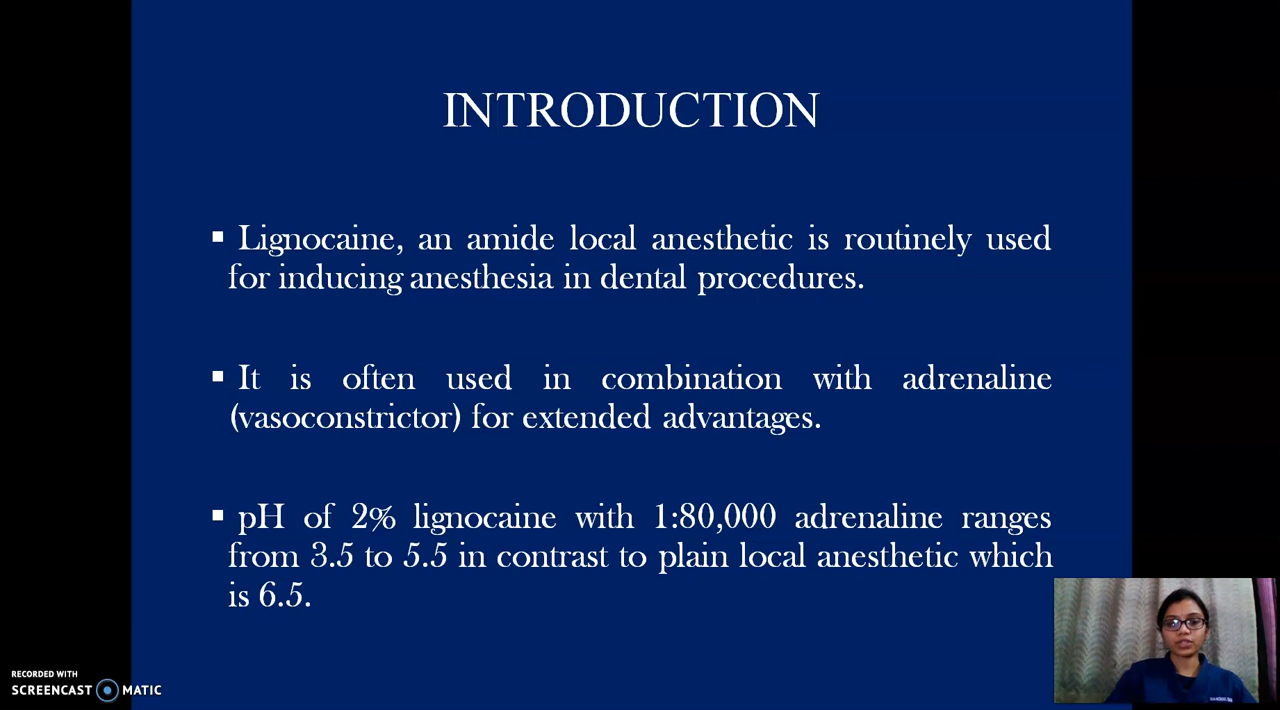 INTRODUCTION
▪ Lignocaine, an amide local anesthetic is routinely used
for inducing anesthesia in dental procedures.
▪ It is often used in combination with adrenaline
(vasoconstrictor) for extended advantages.
▪ pH of 2% lignocaine with 1:80,000 adrenaline ranges
from 3.5 to 5.5 in contrast to plain local anesthetic which
is 6.5.
RECORDED WITH
SCREENCAST MATIC